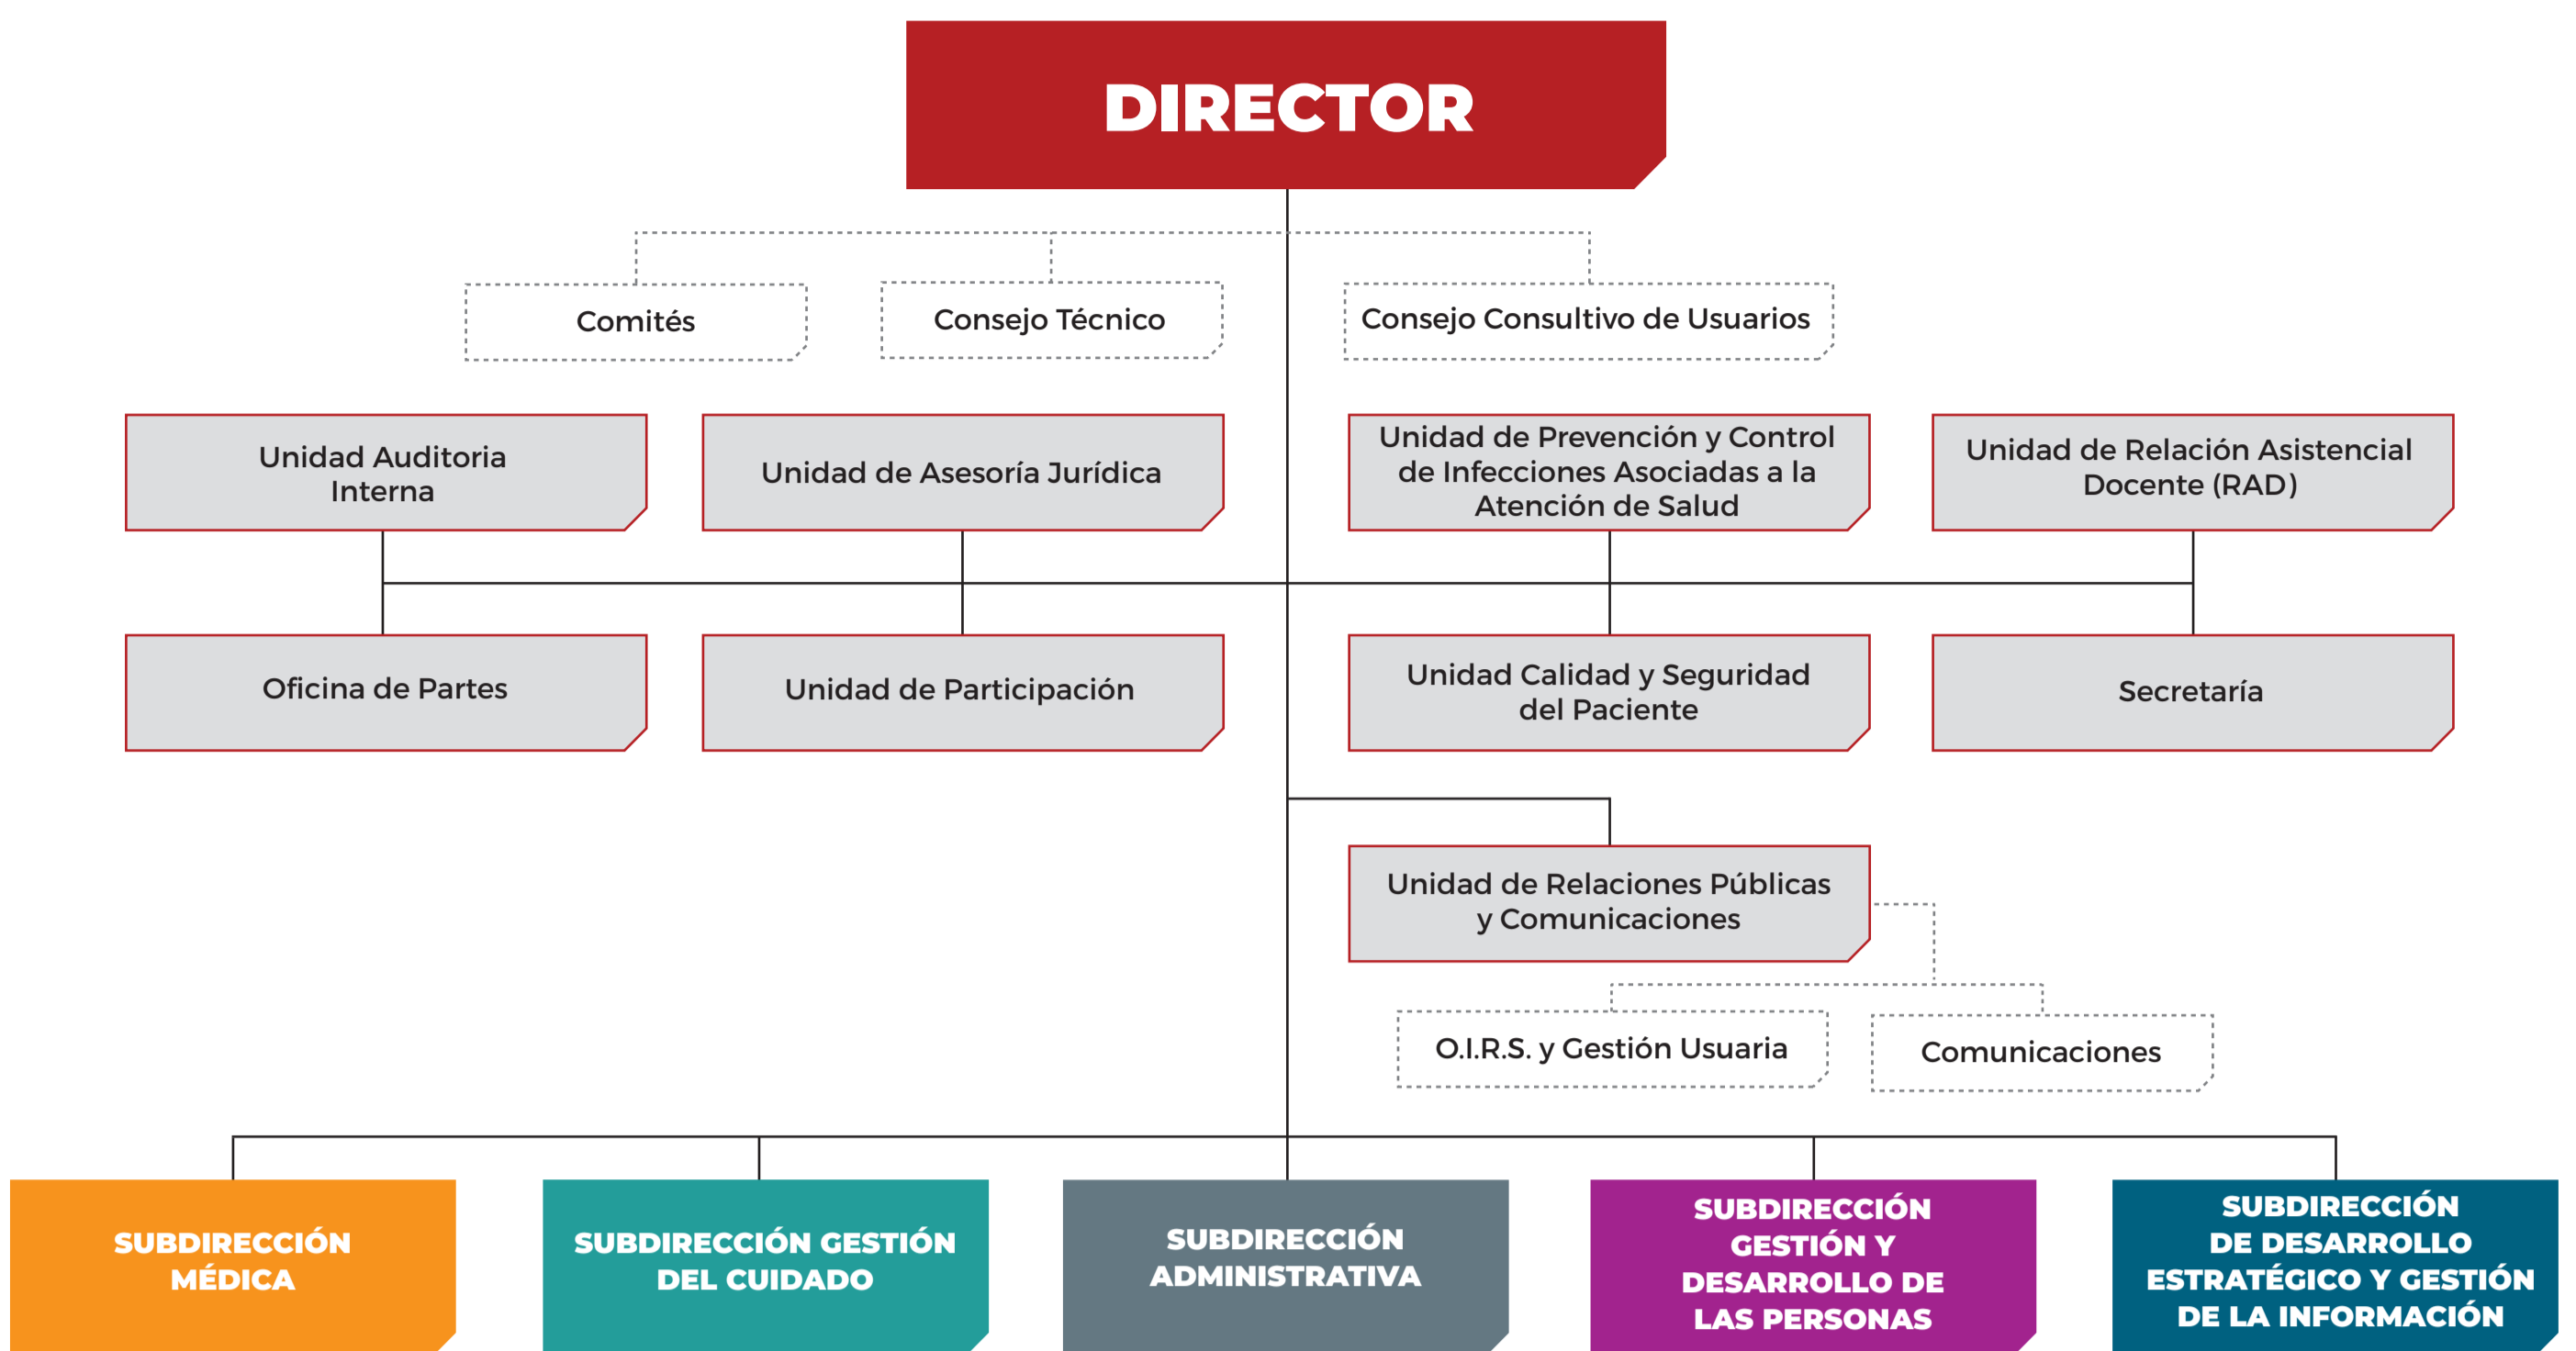 DIRECTOR
Comités
Consejo Técnico
Consejo Consultivo de Usuarios
Unidad Auditoria
Interna
Unidad de Asesoría Jurídica
Unidad de Prevención y Control
de Infecciones Asociadas a la
Atención de Salud
Unidad de Relación Asistencial
Docente (RAD)
Oficina de Partes
Unidad de Participación
Unidad Calidad y Seguridad
del Paciente
Secretaría
Unidad de Relaciones Públicas
y Comunicaciones
O.I.R.S. y Gestión Usuaria
Comunicaciones
SUBDIRECCIÓN
MÉDICA
SUBDIRECCIÓN GESTIÓN
DEL CUIDADO
SUBDIRECCIÓN
ADMINISTRATIVA
SUBDIRECCIÓN
GESTIÓN Y
DESARROLLO DE
LAS PERSONAS
SUBDIRECCIÓN
DE DESARROLLO
ESTRATÉGICO Y GESTIÓN
DE LA INFORMACIÓN